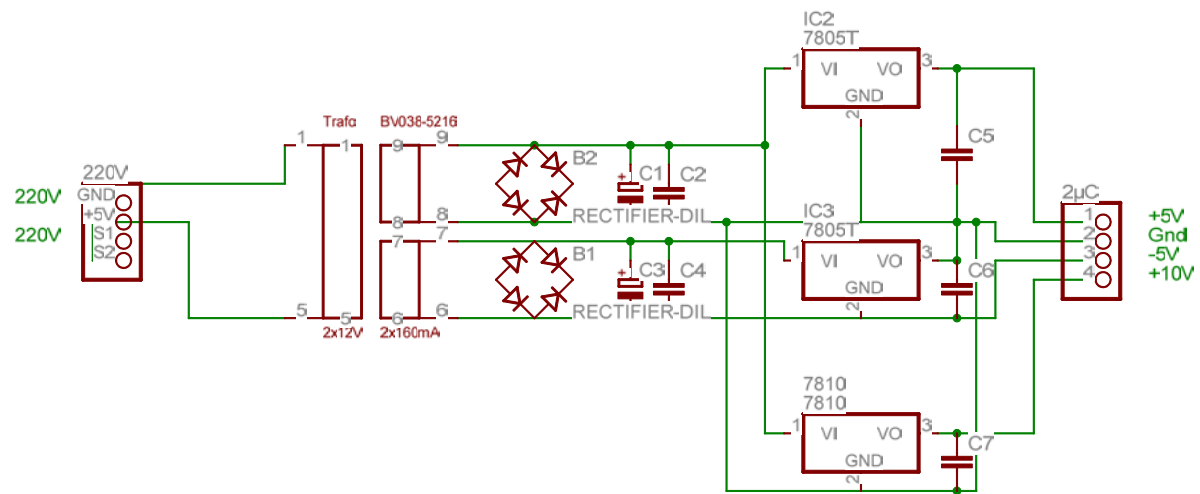 IC2
7805T
1 VI VO 3
GND
2
Trafo BV038-5216
1 1 9 9
B2
C1 C2
+
C5
220V
220V GND
+5V
220V S1
S2
8 8 RECTIFIER-DIL
7 7
IC3
7805T
1 VI VO 3
GND
2
2µC
1 +5V
2 Gnd
3 -5V
4 +10V
B1
C3 C4
+
C6
5 5 6 6
RECTIFIER-DIL
2x12V 2x160mA
7810
7810
1 VI VO 3
GND
2
C7